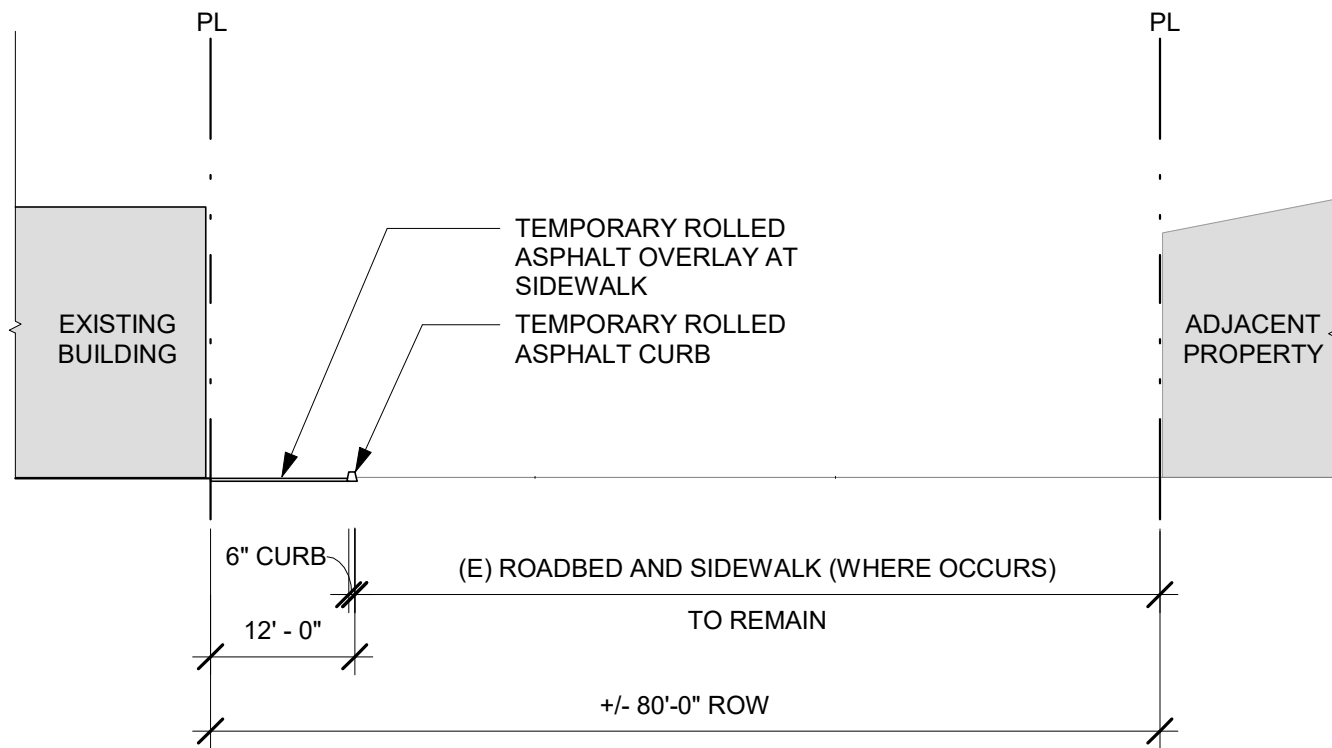 PL
PL
TEMPORARY ROLLED
ASPHALT OVERLAY AT
SIDEWALK
TEMPORARY ROLLED
ASPHALT CURB
EXISTING
BUILDING
ADJACENT
PROPERTY
6" CURB
(E) ROADBED AND SIDEWALK (WHERE OCCURS)
TO REMAIN
12' - 0"
+/- 80'-0" ROW